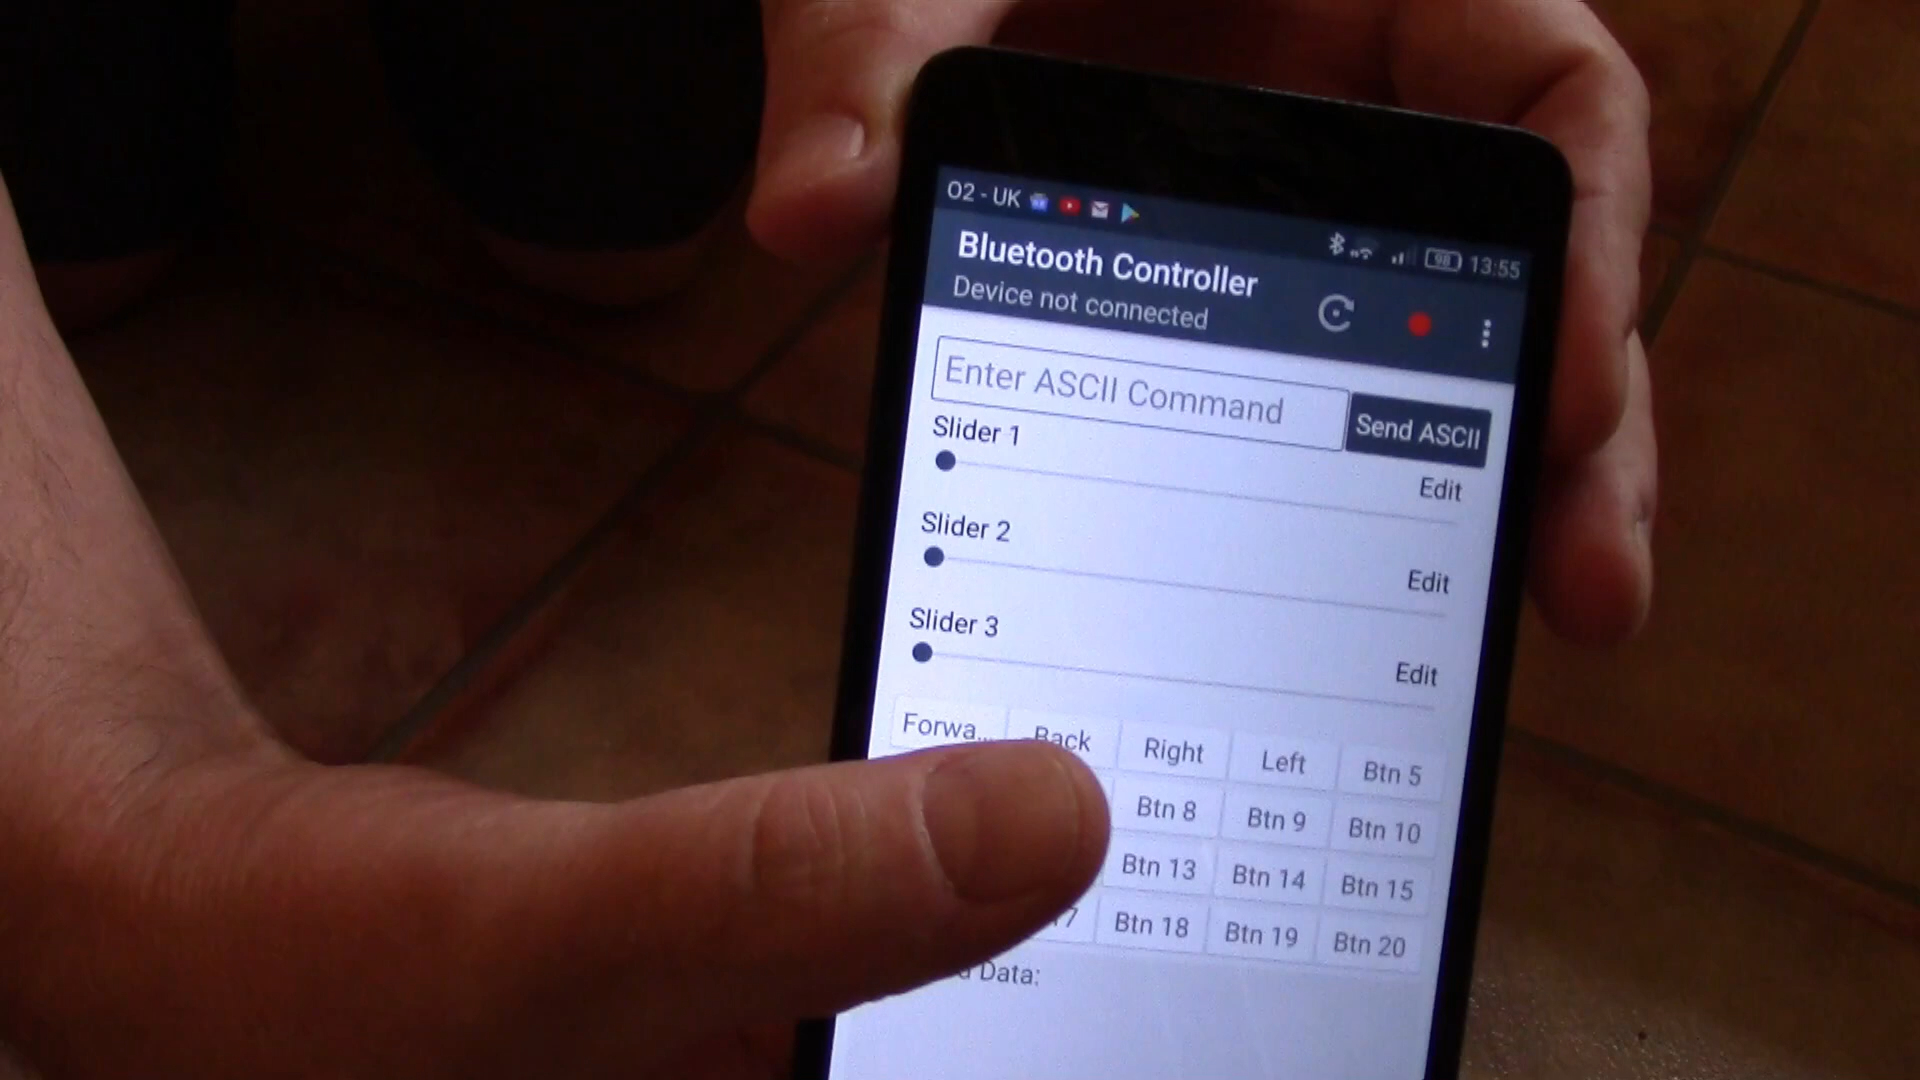 O2 - UK
98 13:55
Bluetooth Controller
Device not connected
Enter ASCII Command
Send ASCII
Slider 1
Edit
Slider 2
Edit
Slider 3
Edit
Forwa... Back Right Left Btn 5
Btn 8 Btn 9 Btn 10
Btn 13 Btn 14 Btn 15
Btn 18 Btn 19 Btn 20
Data: